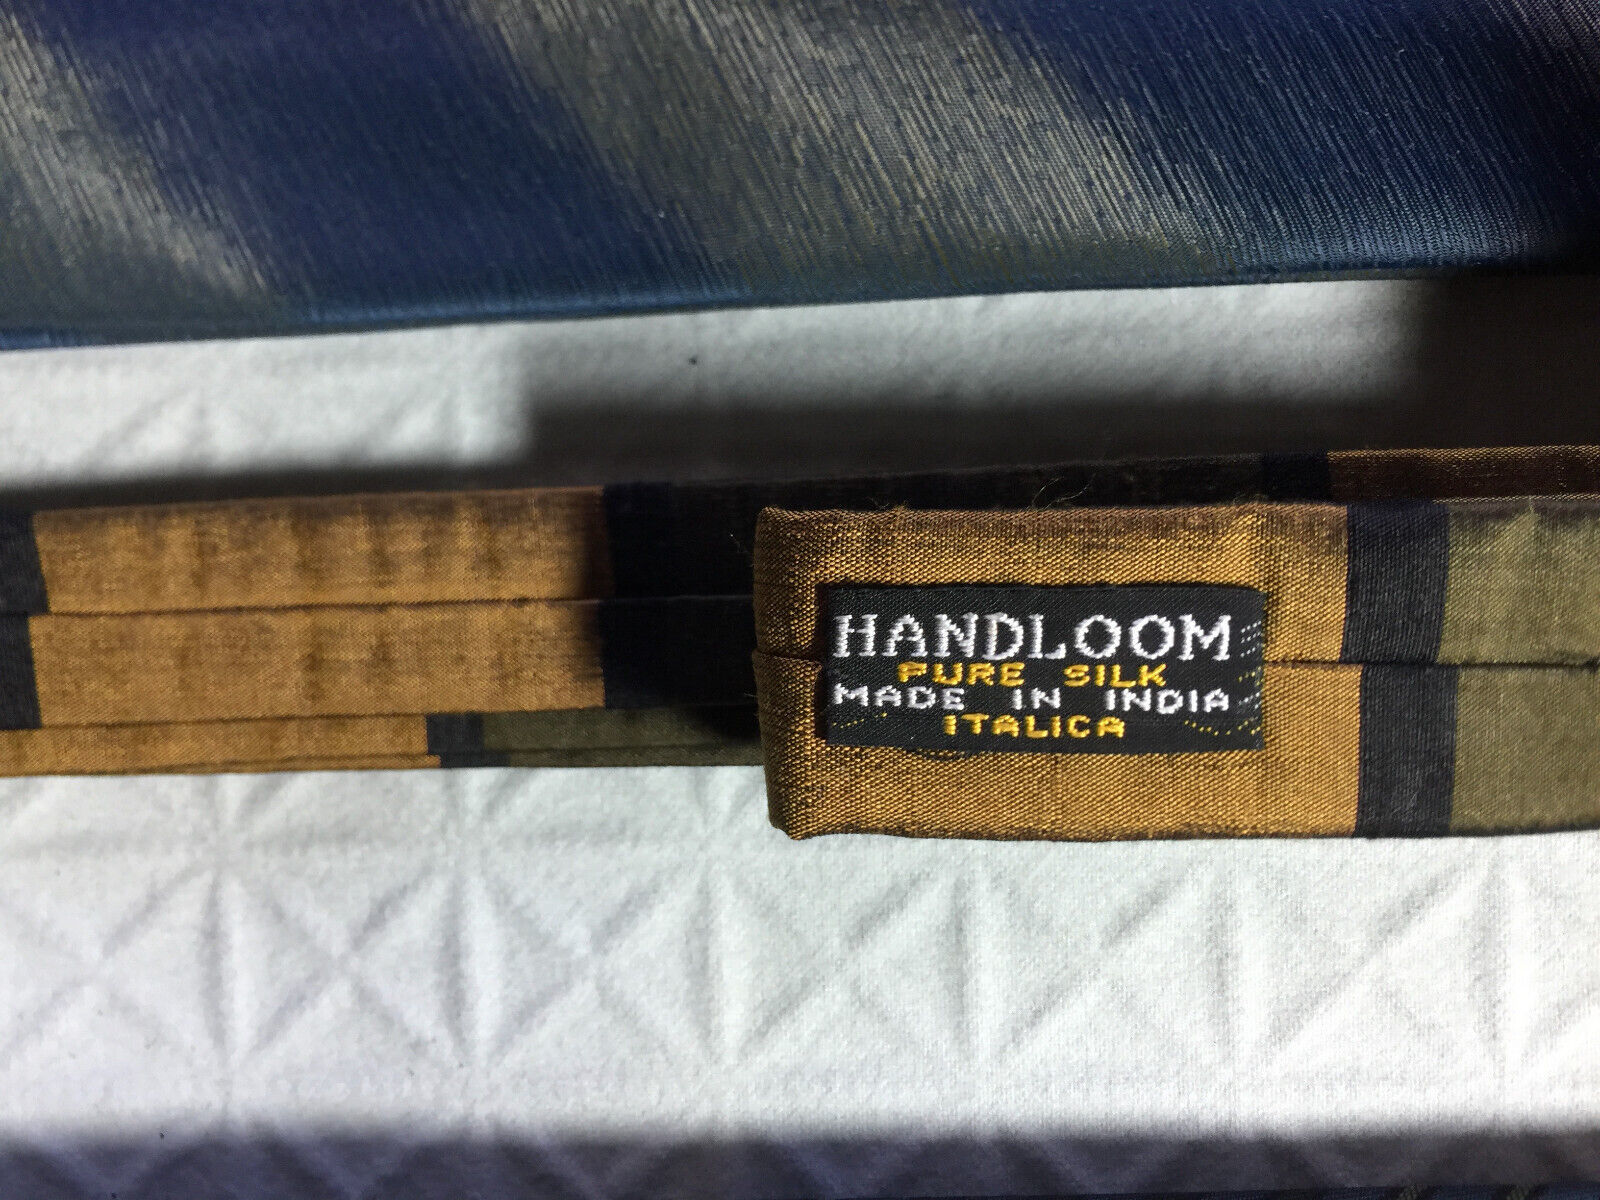 HANDLOOM
PURE SILK
MADE IN INDIA
ITALICA